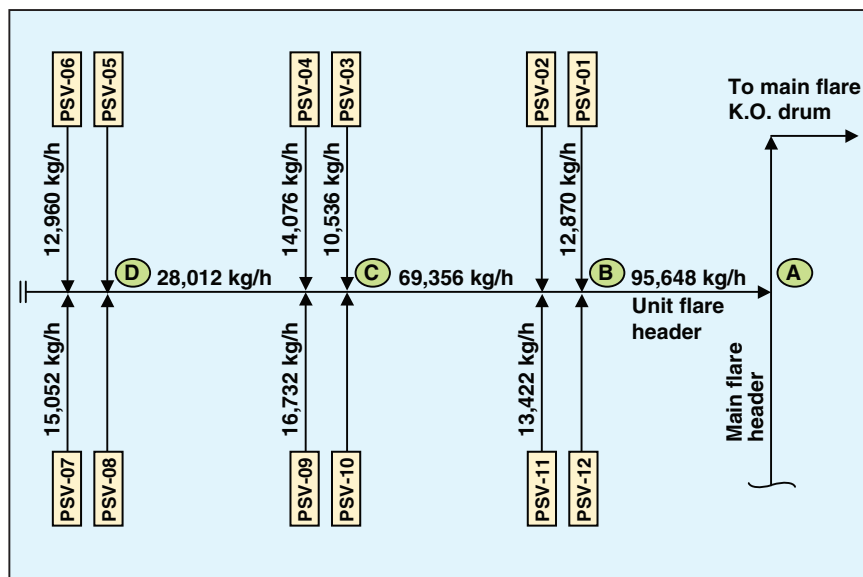 PSV-06
PSV-05
PSV-04
PSV-03
PSV-02
PSV-01
To main flare
K.O. drum
12,960 kg/h
14,076 kg/h
10,536 kg/h
12,870 kg/h
D
28,012 kg/h
C
69,356 kg/h
B
95,648 kg/h
A
Unit flare
header
15,052 kg/h
16,732 kg/h
13,422 kg/h
Main flare
header
PSV-07
PSV-08
PSV-09
PSV-10
PSV-11
PSV-12